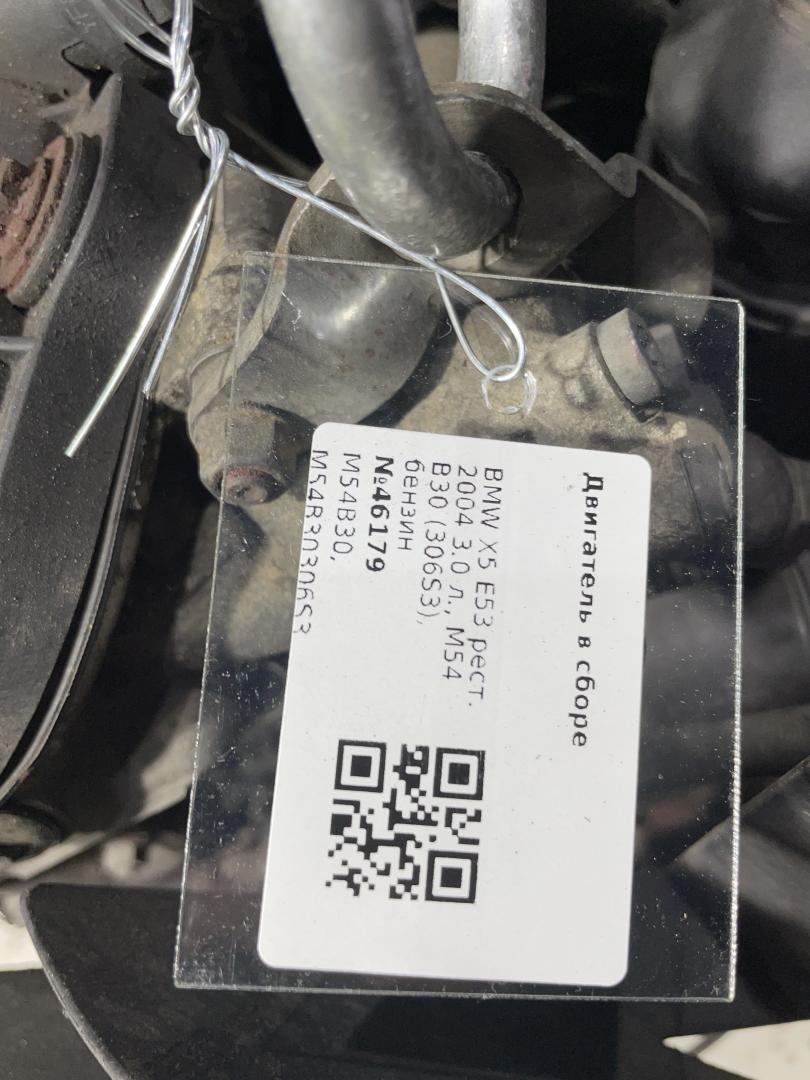 Двигатель в сборе
BMW X5 E53 рест.
2004 3.0 л., M54
B30 (306S3),
бензин
№46179
M54B30,
M54B30306S3